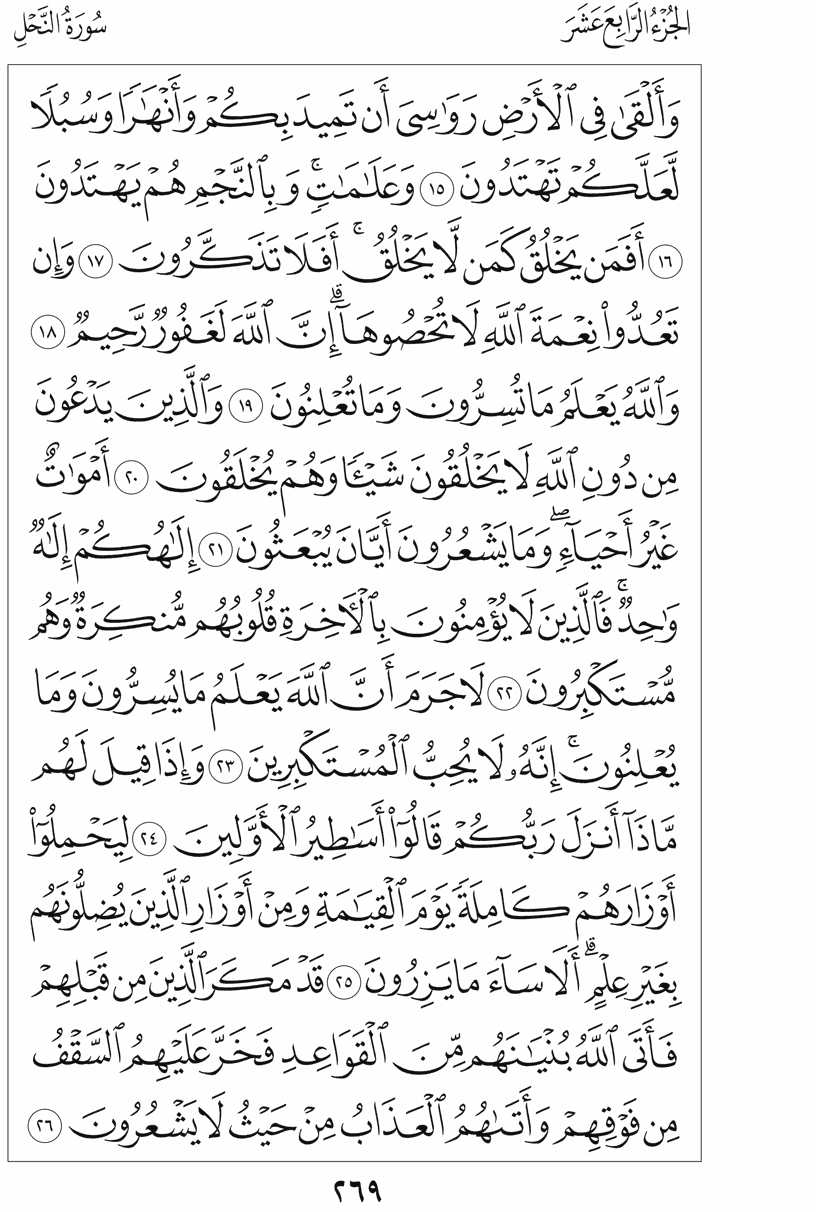 الجُزْءُ الرَّابِعَ عَشَرَ
سُورَةُ النَّحْلِ
وَأَلْقَىٰ فِي ٱلْأَرْضِ رَوَٰسِيَ أَن تَمِيدَ بِكُمْ وَأَنْهَٰرًا وَسُبُلًا
لَّعَلَّكُمْ تَهْتَدُونَ ١٥ وَعَلَٰمَٰتٍۚ وَبِٱلنَّجْمِ هُمْ يَهْتَدُونَ
١٦ أَفَمَن يَخْلُقُ كَمَن لَّا يَخْلُقُۚ أَفَلَا تَذَكَّرُونَ ١٧ وَإِن
تَعُدُّوا۟ نِعْمَةَ ٱللَّهِ لَا تُحْصُوهَآۗ إِنَّ ٱللَّهَ لَغَفُورٌ رَّحِيمٌ ١٨
وَٱللَّهُ يَعْلَمُ مَا تُسِرُّونَ وَمَا تُعْلِنُونَ ١٩ وَٱلَّذِينَ يَدْعُونَ
مِن دُونِ ٱللَّهِ لَا يَخْلُقُونَ شَيْـًٔا وَهُمْ يُخْلَقُونَ ٢٠ أَمْوَٰتٌ
غَيْرُ أَحْيَآءٍۖ وَمَا يَشْعُرُونَ أَيَّانَ يُبْعَثُونَ ٢١ إِلَٰهُكُمْ إِلَٰهٌ
وَٰحِدٌۚ فَٱلَّذِينَ لَا يُؤْمِنُونَ بِٱلْـَٔاخِرَةِ قُلُوبُهُم مُّنكِرَةٌ وَهُم
مُّسْتَكْبِرُونَ ٢٢ لَا جَرَمَ أَنَّ ٱللَّهَ يَعْلَمُ مَا يُسِرُّونَ وَمَا
يُعْلِنُونَۚ إِنَّهُۥ لَا يُحِبُّ ٱلْمُسْتَكْبِرِينَ ٢٣ وَإِذَا قِيلَ لَهُم
مَّاذَآ أَنزَلَ رَبُّكُمْ قَالُوٓا۟ أَسَٰطِيرُ ٱلْأَوَّلِينَ ٢٤ لِيَحْمِلُوٓا۟
أَوْزَارَهُمْ كَامِلَةً يَوْمَ ٱلْقِيَٰمَةِ وَمِنْ أَوْزَارِ ٱلَّذِينَ يُضِلُّونَهُم
بِغَيْرِ عِلْمٍۗ أَلَا سَآءَ مَا يَزِرُونَ ٢٥ قَدْ مَكَرَ ٱلَّذِينَ مِن قَبْلِهِمْ
فَأَتَى ٱللَّهُ بُنْيَٰنَهُم مِّنَ ٱلْقَوَاعِدِ فَخَرَّ عَلَيْهِمُ ٱلسَّقْفُ
مِن فَوْقِهِمْ وَأَتَىٰهُمُ ٱلْعَذَابُ مِنْ حَيْثُ لَا يَشْعُرُونَ ٢٦
٢٦٩